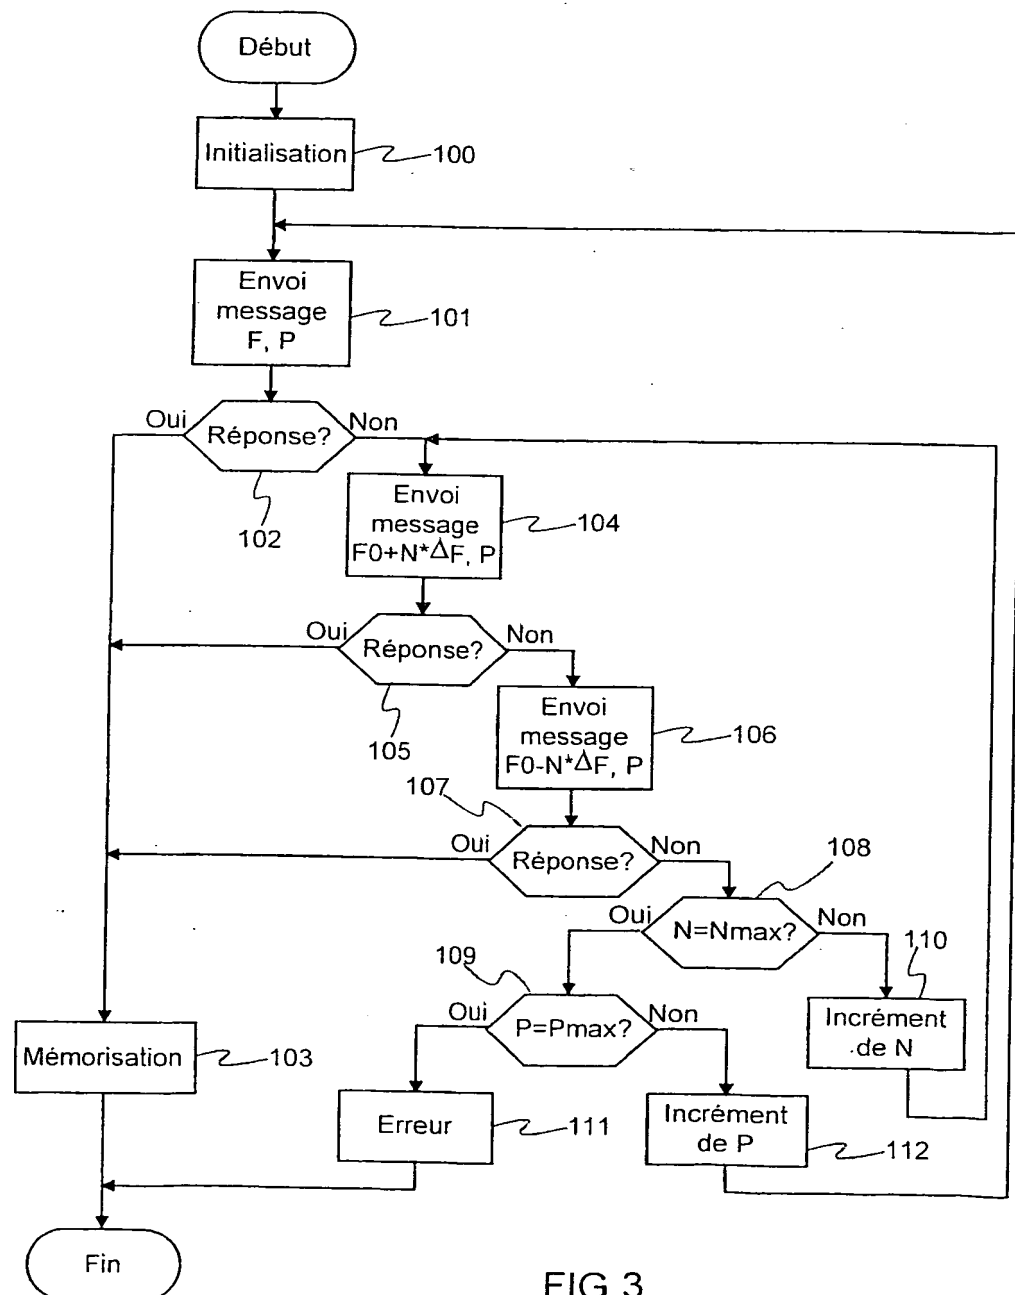 Début
Initialisation
100
Envoi
message
F, P
101
Oui
Non
Réponse?
102
Envoi
message
F0+N*ΔF, P
104
Oui
Non
Réponse?
105
Envoi
message
F0-N*ΔF, P
106
107
Oui
Non
Réponse?
108
Oui
Non
N=Nmax?
109
110
Oui
Non
P=Pmax?
Incrément
de N
Mémorisation
103
Erreur
111
Incrément
de P
112
Fin
FIG.3